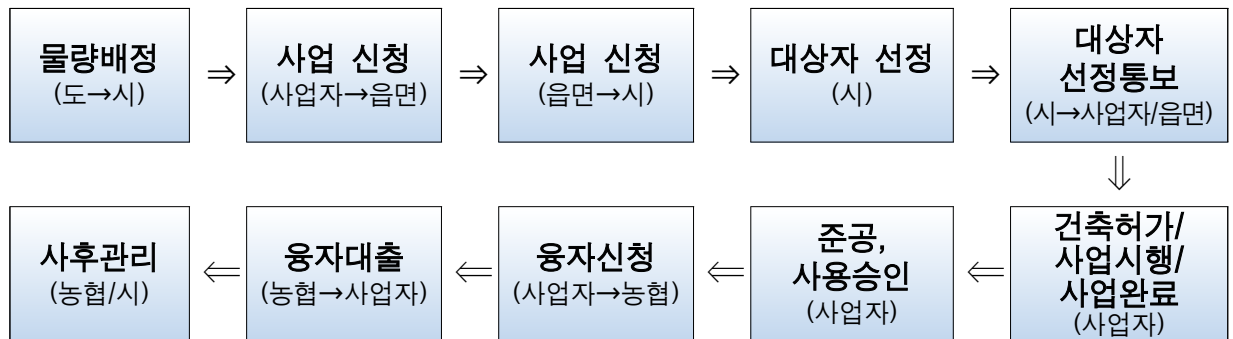 물량배정
(도→시)
⇒
사업 신청
(사업자→읍면)
⇒
사업 신청
(읍면→시)
⇒
대상자 선정
(시)
⇒
대상자
선정통보
(시→사업자/읍면)
⇓
건축허가/
사업시행/
사업완료
(사업자)
⇐
준공,
사용승인
(사업자)
⇐
융자신청
(사업자→농협)
⇐
융자대출
(농협→사업자)
⇐
사후관리
(농협/시)